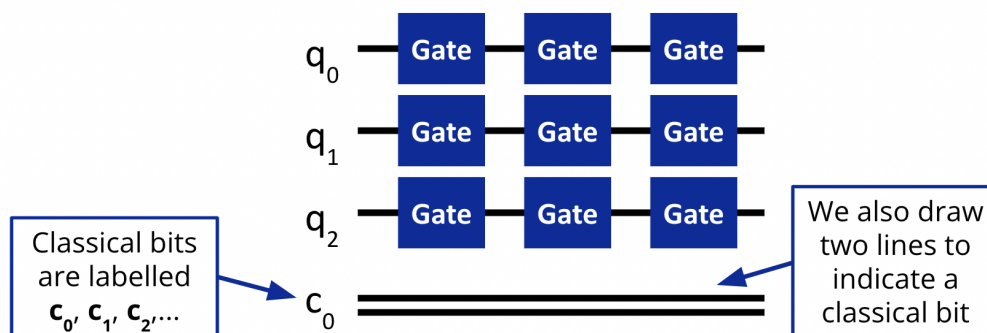 q₀ Gate Gate Gate
q₁ Gate Gate Gate
q₂ Gate Gate Gate
c₀
Classical bits
are labelled
c₀, c₁, c₂,...
We also draw
two lines to
indicate a
classical bit